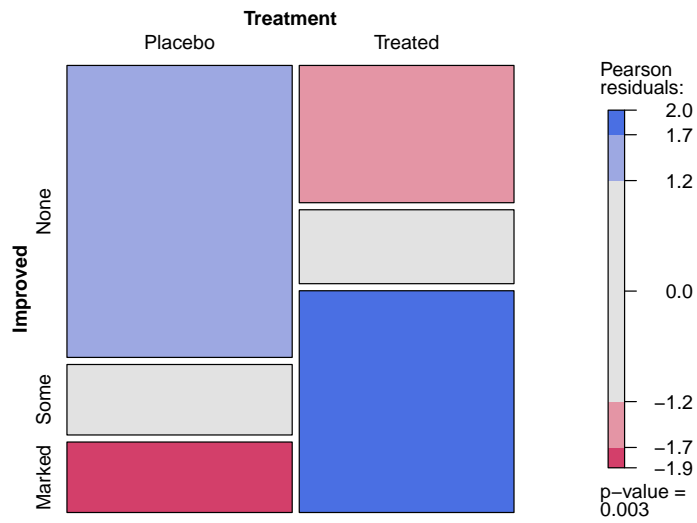 Treatment
Placebo Treated
Improved
None
Some
Marked
Pearson
residuals:
2.0
1.7
1.2
0.0
−1.2
−1.7
−1.9
p−value =
0.003